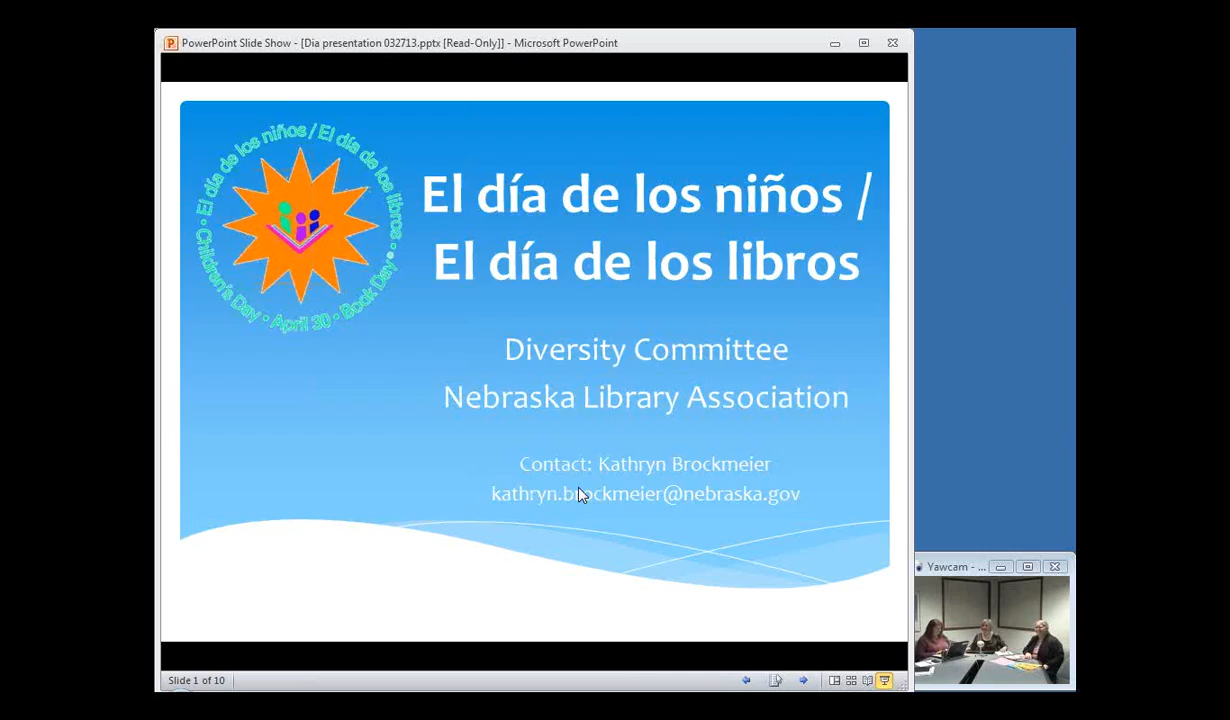 PowerPoint Slide Show - [Dia presentation 032713.pptx [Read-Only]] - Microsoft PowerPoint
El día de los niños / El día de los libros
Children's Day • April 30 • Book Day
El día de los niños /
El día de los libros
Diversity Committee
Nebraska Library Association
Contact: Kathryn Brockmeier
kathryn.brockmeier@nebraska.gov
Yawcam - ...
Slide 1 of 10